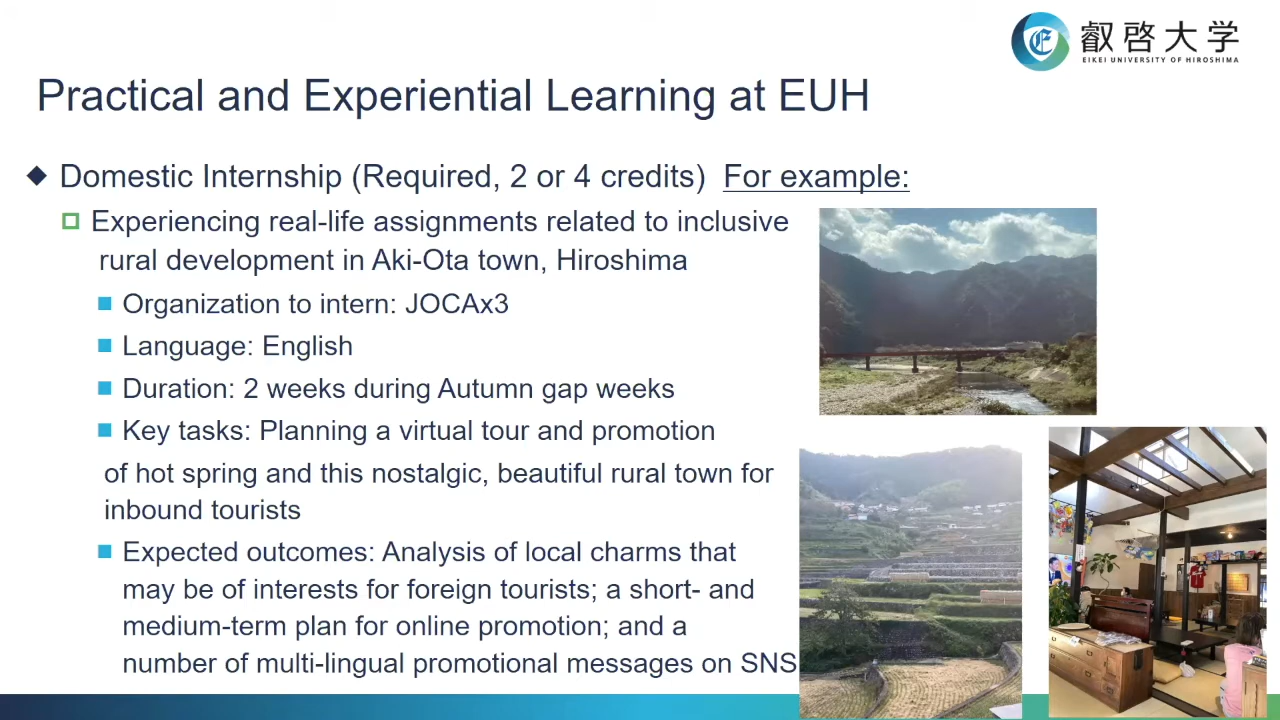 叡啓大学
EIKEI UNIVERSITY OF HIROSHIMA
Practical and Experiential Learning at EUH
Domestic Internship (Required, 2 or 4 credits) For example:
Experiencing real-life assignments related to inclusive
rural development in Aki-Ota town, Hiroshima
Organization to intern: JOCAx3
Language: English
Duration: 2 weeks during Autumn gap weeks
Key tasks: Planning a virtual tour and promotion
of hot spring and this nostalgic, beautiful rural town for
inbound tourists
Expected outcomes: Analysis of local charms that
may be of interests for foreign tourists; a short- and
medium-term plan for online promotion; and a
number of multi-lingual promotional messages on SNS